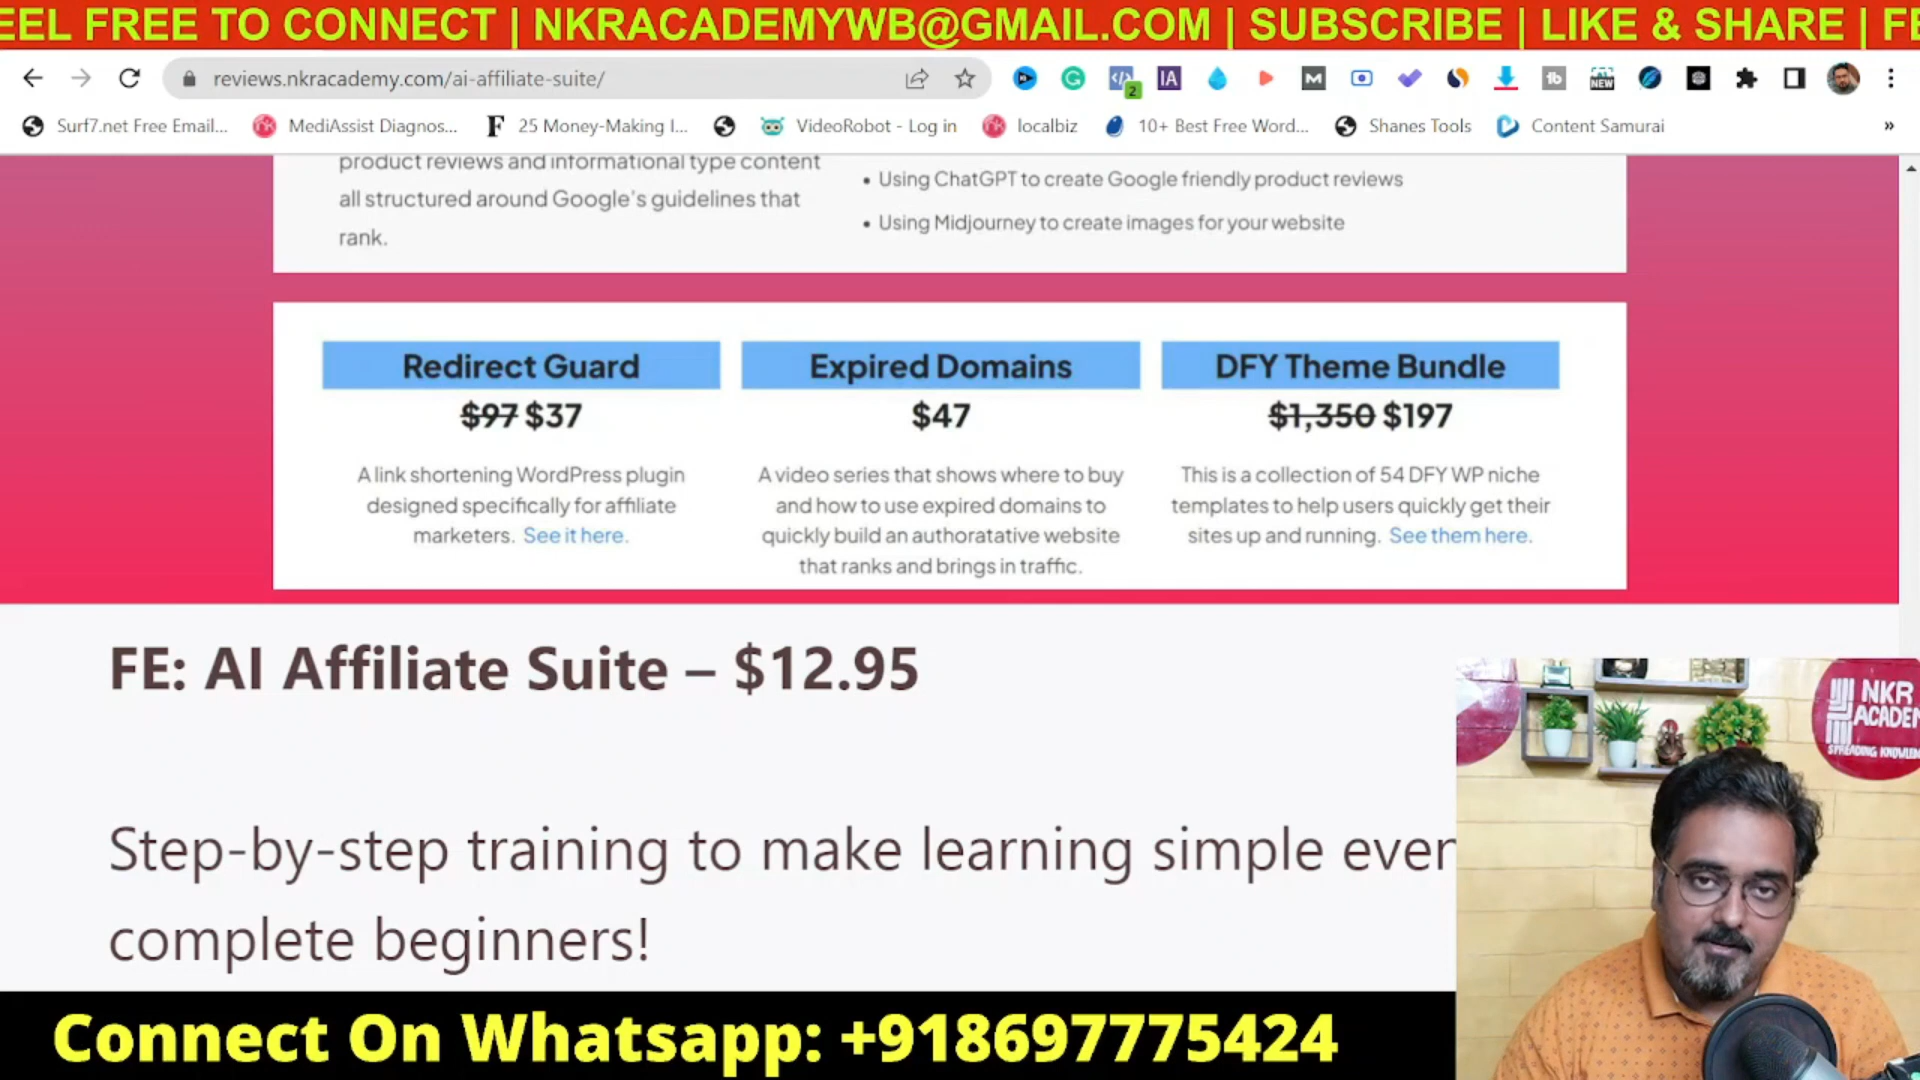 EEL FREE TO CONNECT | NKRACADEMYWB@GMAIL.COM | SUBSCRIBE | LIKE & SHARE | FE
reviews.nkracademy.com/ai-affiliate-suite/
2
IA
M
tb
NEW
Surf7.net Free Email...
MediAssist Diagnos...
F 25 Money-Making I...
VideoRobot - Log in
localbiz
10+ Best Free Word...
Shanes Tools
Content Samurai
»
product reviews and informational type content
all structured around Google's guidelines that
rank.
• Using ChatGPT to create Google friendly product reviews
• Using Midjourney to create images for your website
Redirect Guard
$97 $37
A link shortening WordPress plugin
designed specifically for affiliate
marketers. See it here.
Expired Domains
$47
A video series that shows where to buy
and how to use expired domains to
quickly build an authoratative website
that ranks and brings in traffic.
DFY Theme Bundle
$1,350 $197
This is a collection of 54 DFY WP niche
templates to help users quickly get their
sites up and running. See them here.
FE: AI Affiliate Suite – $12.95
Step-by-step training to make learning simple ever
complete beginners!
NKR
ACADEM
SPREADING KNOWLE
Connect On Whatsapp: +918697775424